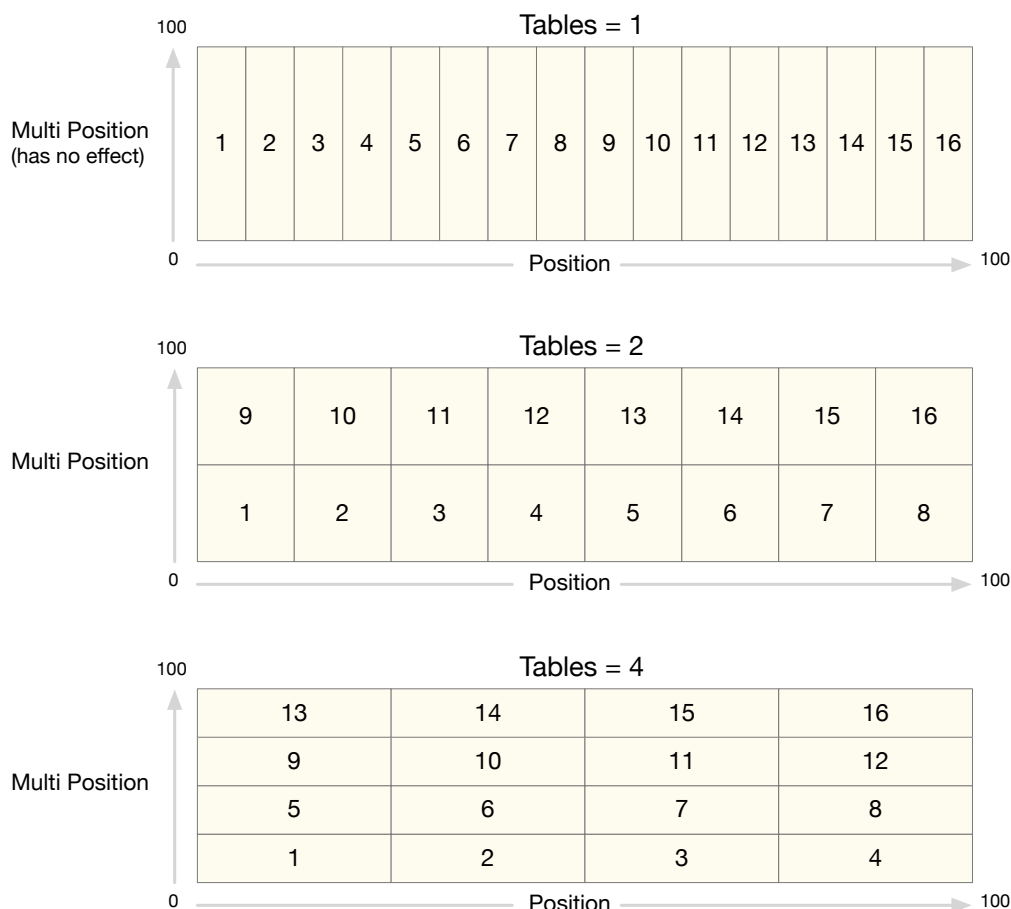 Tables = 1
100
Multi Position
(has no effect)
1 2 3 4 5 6 7 8 9 10 11 12 13 14 15 16
0 Position 100
Tables = 2
100
9 10 11 12 13 14 15 16
Multi Position
1 2 3 4 5 6 7 8
0 Position 100
Tables = 4
100
13 14 15 16
9 10 11 12
Multi Position
5 6 7 8
1 2 3 4
0 Position 100